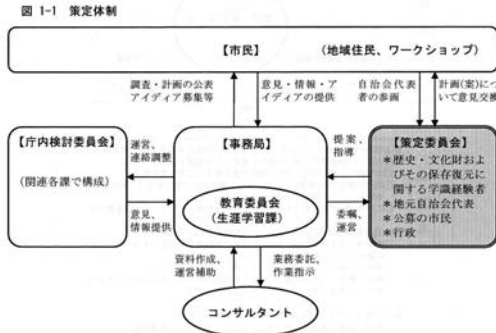 図 1-1 策定体制
【市民】 (地域住民、ワークショップ)
調査・計画の公表
アイディア募集等
意見・情報・ア
イディアの提供
自治会代表
者の参画
計画(案)につ
いて意見交換
【庁内検討委員会】
(関連各課で構成)
運営、
連絡調整
意見、
情報提供
【事務局】
教育委員会
(生涯学習課)
提案、
指導
委嘱、
運営
【策定委員会】
*歴史・文化財およ
びその保存復元に
関する学識経験者
*地元自治会代表
*公募の市民
*行政
資料作成、
運営補助
業務委託、
作業指示
コンサルタント